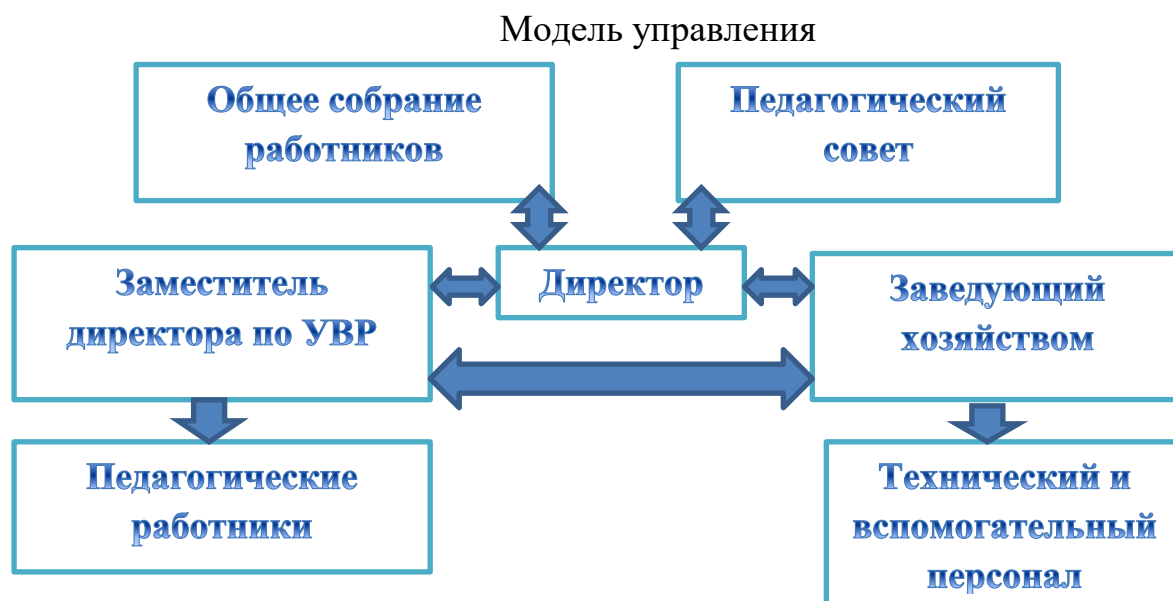 Модель управления
Общее собрание
работников
Педагогический
совет
Заместитель
директора по УВР
Директор
Заведующий
хозяйством
Педагогические
работники
Технический и
вспомогательный
персонал